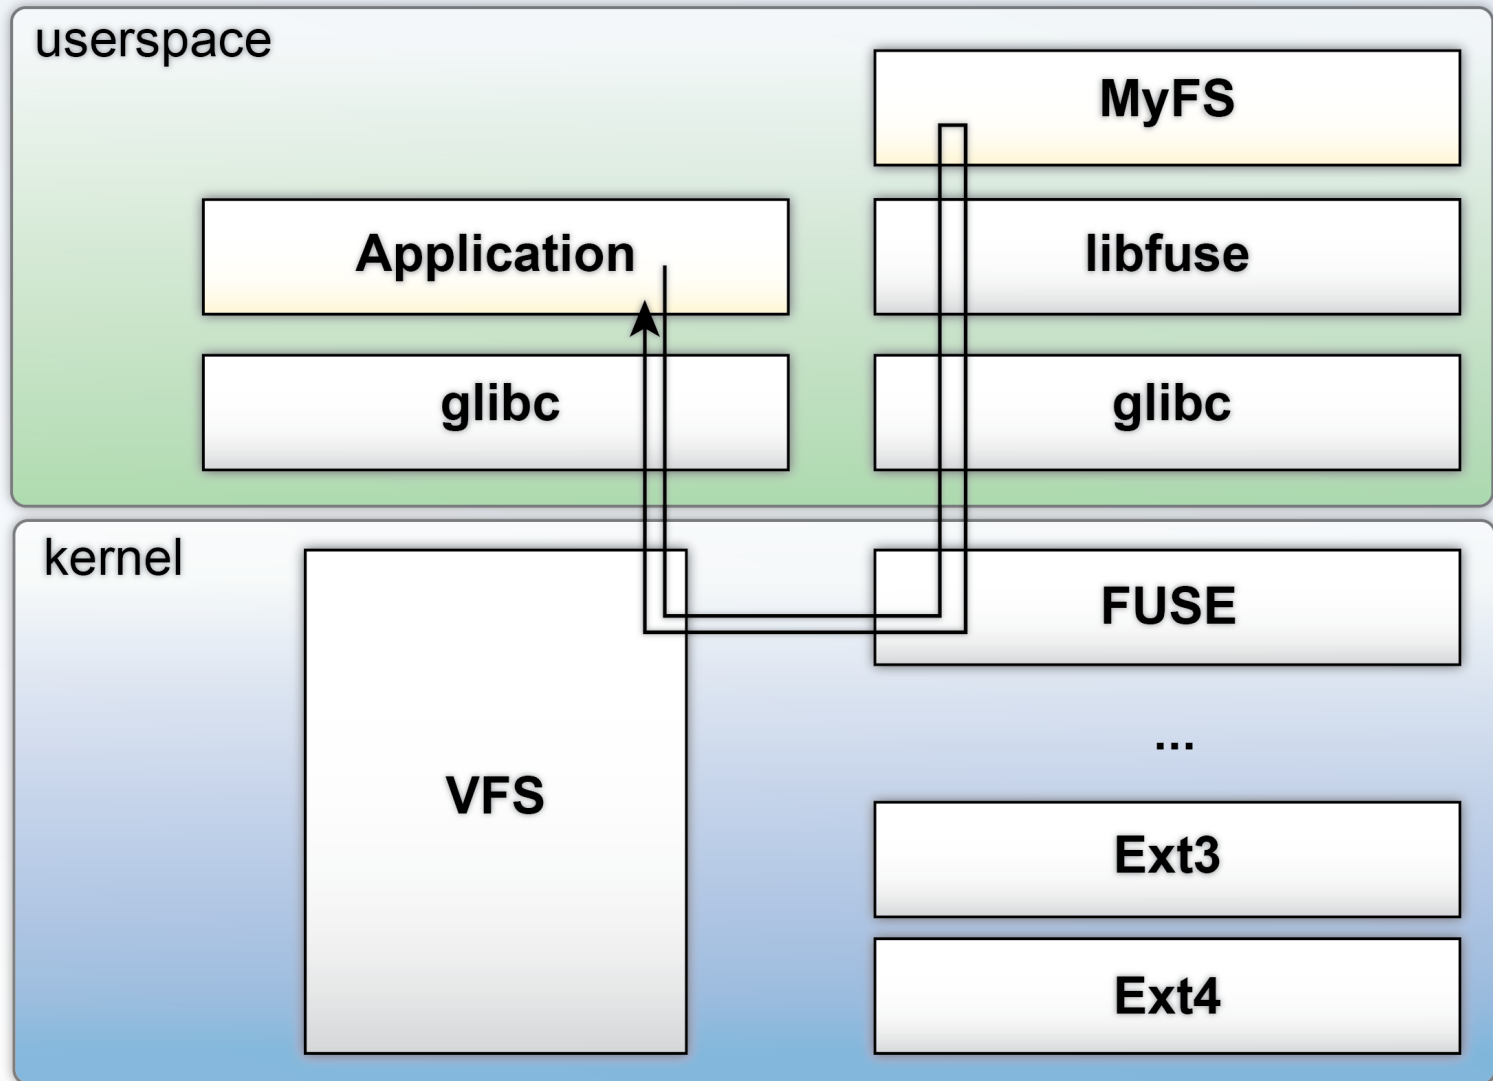 userspace
MyFS
Application
libfuse
glibc
glibc
kernel
FUSE
...
VFS
Ext3
Ext4